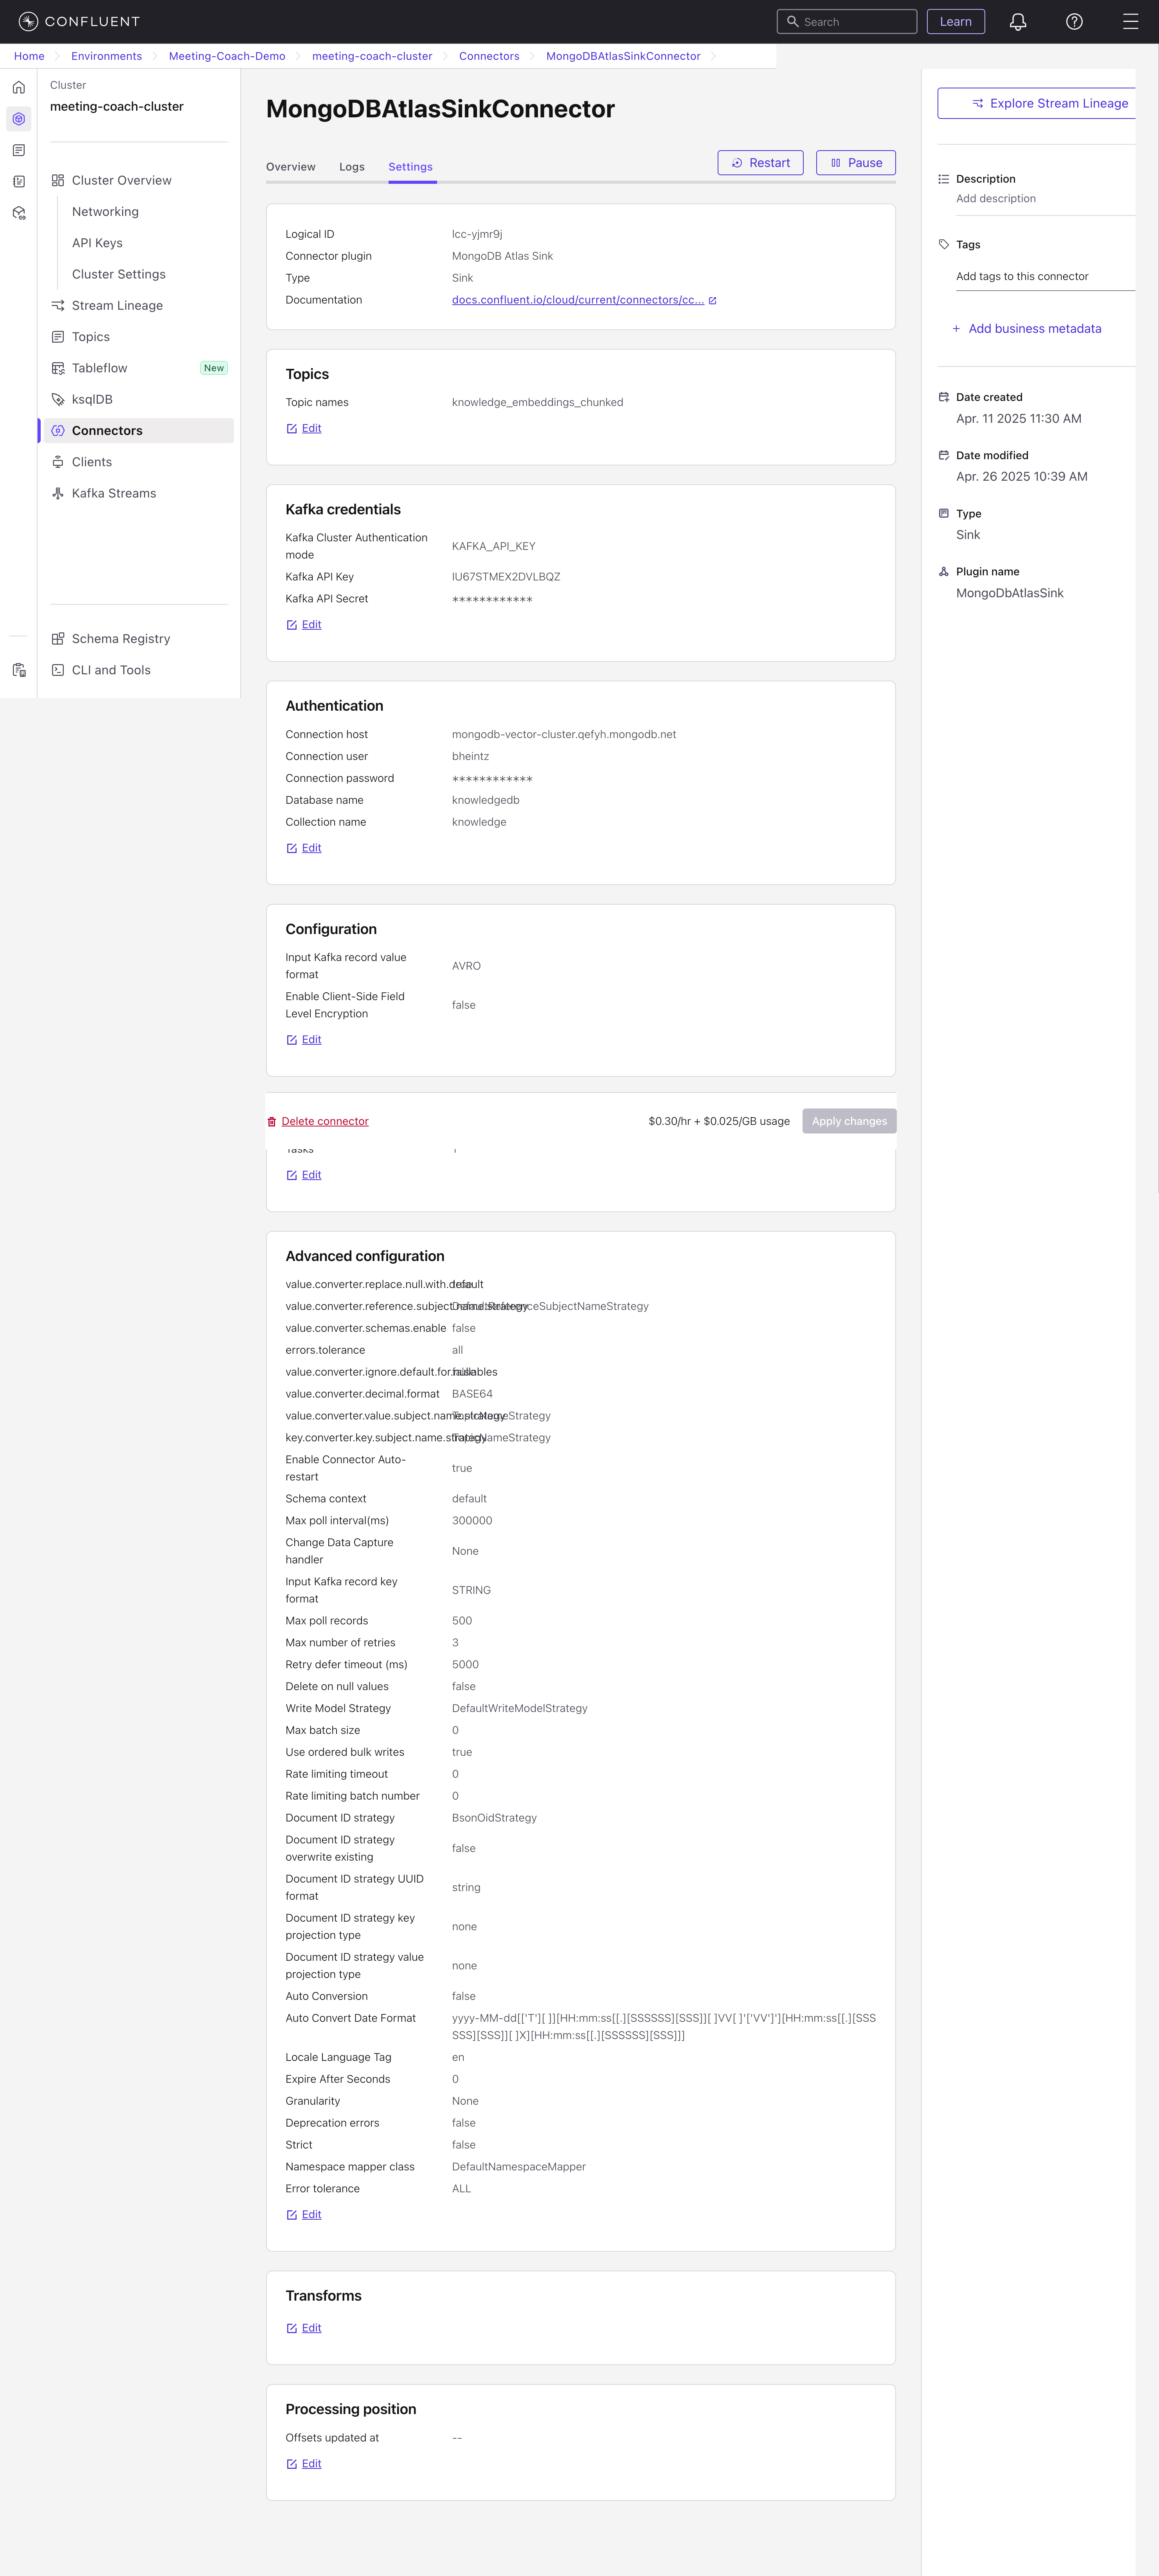 CONFLUENT
Search
Learn
Home
Environments
Meeting-Coach-Demo
meeting-coach-cluster
Connectors
MongoDBAtlasSinkConnector
Cluster
meeting-coach-cluster
Cluster Overview
Networking
API Keys
Cluster Settings
Stream Lineage
Topics
Tableflow New
ksqlDB
Connectors
Clients
Kafka Streams
Schema Registry
CLI and Tools
MongoDBAtlasSinkConnector
Overview Logs Settings
Restart Pause
Logical ID lcc-yjmr9j
Connector plugin MongoDB Atlas Sink
Type Sink
Documentation docs.confluent.io/cloud/current/connectors/cc...
Topics
Topic names knowledge_embeddings_chunked
Edit
Kafka credentials
Kafka Cluster Authentication
mode KAFKA_API_KEY
Kafka API Key IU67STMEX2DVLBQZ
Kafka API Secret ************
Edit
Authentication
Connection host mongodb-vector-cluster.qefyh.mongodb.net
Connection user bheintz
Connection password ************
Database name knowledgedb
Collection name knowledge
Edit
Configuration
Input Kafka record value
format AVRO
Enable Client-Side Field
Level Encryption false
Edit
Delete connector $0.30/hr + $0.025/GB usage Apply changes
Edit
Advanced configuration
value.converter.replace.null.with.default
value.converter.reference.subject.name.strategy DefaultReferenceSubjectNameStrategy
value.converter.schemas.enable false
errors.tolerance all
value.converter.ignore.default.for.nullables false
value.converter.decimal.format BASE64
value.converter.value.subject.name.strategy TopicNameStrategy
key.converter.key.subject.name.strategy TopicNameStrategy
Enable Connector Auto-
restart true
Schema context default
Max poll interval(ms) 300000
Change Data Capture
handler None
Input Kafka record key
format STRING
Max poll records 500
Max number of retries 3
Retry defer timeout (ms) 5000
Delete on null values false
Write Model Strategy DefaultWriteModelStrategy
Max batch size 0
Use ordered bulk writes true
Rate limiting timeout 0
Rate limiting batch number 0
Document ID strategy BsonOidStrategy
Document ID strategy
overwrite existing false
Document ID strategy UUID
format string
Document ID strategy key
projection type none
Document ID strategy value
projection type none
Auto Conversion false
Auto Convert Date Format yyyy-MM-dd[['T'][ ]][HH:mm:ss[[.][SSSSSS][SSS]][ ]VV[ ]'['VV']'][HH:mm:ss[[.][SSS
SSS][SSS]][ ]X][HH:mm:ss[[.][SSSSSS][SSS]]]
Locale Language Tag en
Expire After Seconds 0
Granularity None
Deprecation errors false
Strict false
Namespace mapper class DefaultNamespaceMapper
Error tolerance ALL
Edit
Transforms
Edit
Processing position
Offsets updated at --
Edit
Explore Stream Lineage
Description
Add description
Tags
Add tags to this connector
+ Add business metadata
Date created
Apr. 11 2025 11:30 AM
Date modified
Apr. 26 2025 10:39 AM
Type
Sink
Plugin name
MongoDbAtlasSink